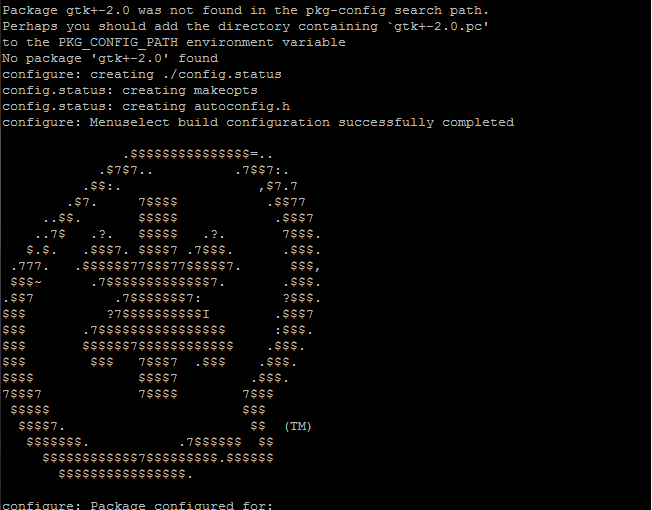 Package gtk+-2.0 was not found in the pkg-config search path.
Perhaps you should add the directory containing `gtk+-2.0.pc'
to the PKG_CONFIG_PATH environment variable
No package 'gtk+-2.0' found
configure: creating ./config.status
config.status: creating makeopts
config.status: creating autoconfig.h
configure: Menuselect build configuration successfully completed

               .$$$$$$$$$$$$$$$=..
            .$7$7..          .7$$7:.
          .$$:.                 ,$7.7
        .$7.     7$$$$           .$$77
     ..$$.       $$$$$            .$$$7
    ..7$   .?.   $$$$$   .?.       7$$$.
   $.$.   .$$$7. $$$$7 .7$$$.      .$$$.
 .777.   .$$$$$$77$$$77$$$$$7.      $$$,
 $$$~      .7$$$$$$$$$$$$$7.       .$$$.
.$$7          .7$$$$$$$7:          ?$$$.
$$$          ?7$$$$$$$$$$I        .$$$7
$$$       .7$$$$$$$$$$$$$$$$      :$$$.
$$$       $$$$$$7$$$$$$$$$$$$    .$$$.
$$$        $$$   7$$$7  .$$$    .$$$.
$$$$             $$$$7         .$$$.
7$$$7            7$$$$        7$$$
 $$$$$                        $$$
  $$$$7.                       $$  (TM)
   $$$$$$$.           .7$$$$$$  $$
     $$$$$$$$$$$$7$$$$$$$$$.$$$$$$
       $$$$$$$$$$$$$$$$.

configure: Package configured for: